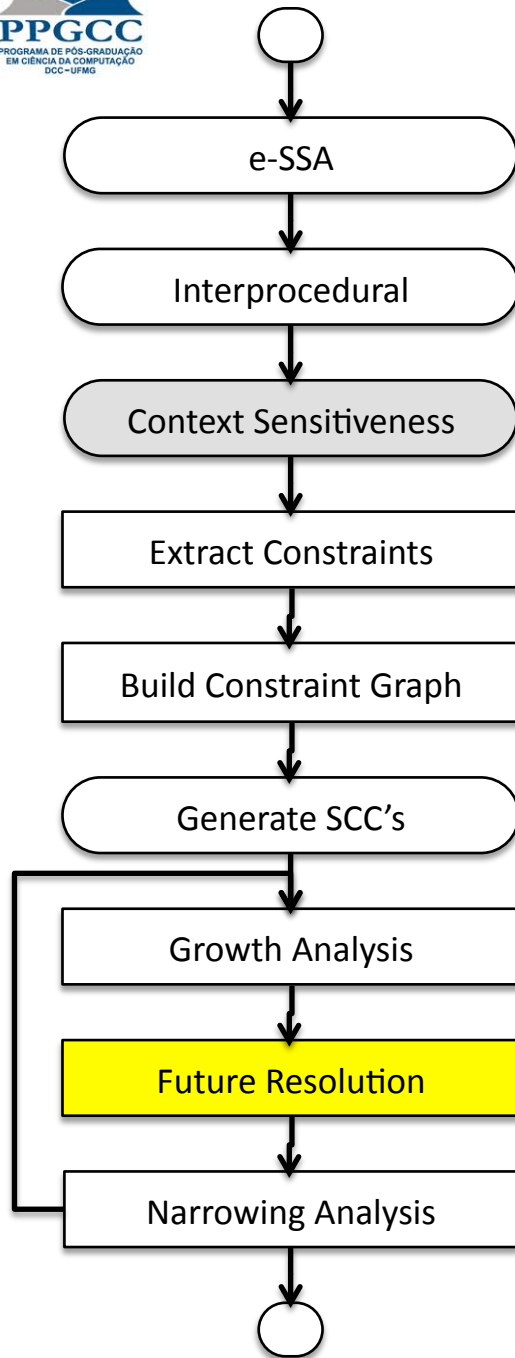 PPGCC
PROGRAMA DE PÓS-GRADUAÇÃO
EM CIÊNCIA DA COMPUTAÇÃO
DCC-UFMG
e-SSA
Interprocedural
Context Sensitiveness
Extract Constraints
Build Constraint Graph
Generate SCC's
Growth Analysis
Future Resolution
Narrowing Analysis